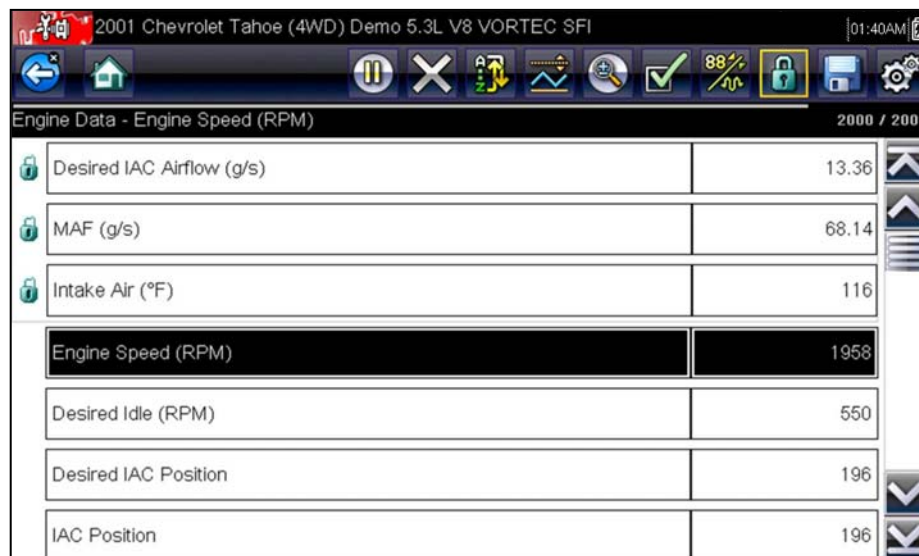 2001 Chevrolet Tahoe (4WD) Demo 5.3L V8 VORTEC SFI 01:40AM
Engine Data - Engine Speed (RPM) 2000 / 200
Desired IAC Airflow (g/s) 13.36
MAF (g/s) 68.14
Intake Air (°F) 116
Engine Speed (RPM) 1958
Desired Idle (RPM) 550
Desired IAC Position 196
IAC Position 196